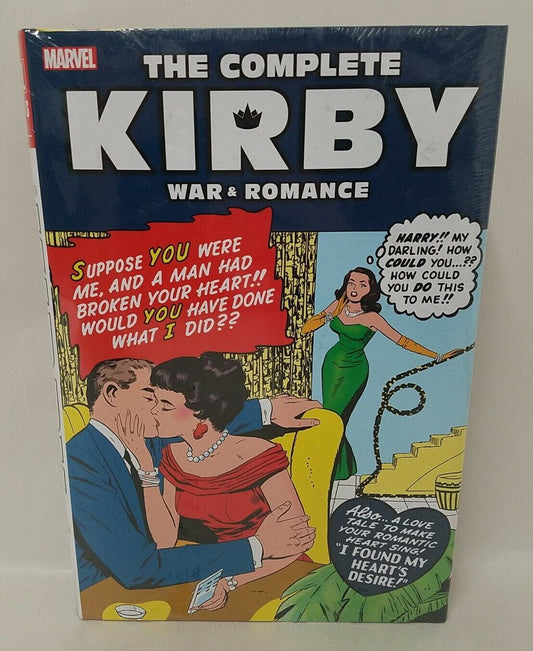 MARVEL
THE COMPLETE
KIRBY
WAR & ROMANCE
SUPPOSE YOU WERE
ME, AND A MAN HAD
BROKEN YOUR HEART!!
WOULD YOU HAVE DONE
WHAT I DID??
HARRY!! MY
DARLING! HOW
COULD YOU...??
HOW COULD
YOU DO THIS
TO ME!!
Also... A LOVE
TALE TO MAKE
YOUR ROMANTIC
HEART SING!
"I FOUND MY
HEART'S
DESIRE!"